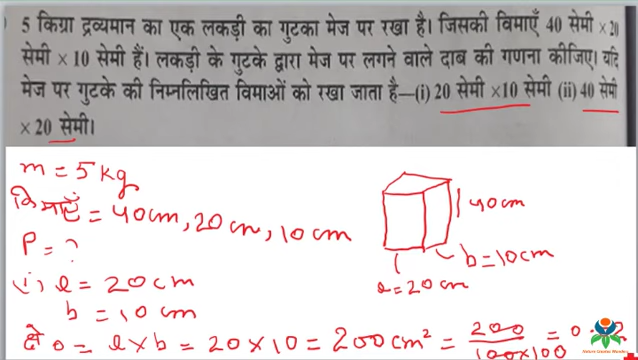 5 किग्रा द्रव्यमान का एक लकड़ी का गुटका मेज पर रखा है। जिसकी विमाएँ 40 सेमी × 20
सेमी × 10 सेमी हैं। लकड़ी के गुटके द्वारा मेज पर लगने वाले दाब की गणना कीजिए। यदि
मेज पर गुटके की निम्नलिखित विमाओं को रखा जाता है—(i) 20 सेमी ×10 सेमी (ii) 40 सेमी
× 20 सेमी।
m = 5 kg
विमाएँ = 40 cm, 20 cm, 10 cm
P = ?
(i) l = 20 cm
b = 10 cm
क्षे० = l × b = 20 × 10 = 200 cm² = 200/100×100 = 0.02
40 cm
b = 10 cm
l = 20 cm